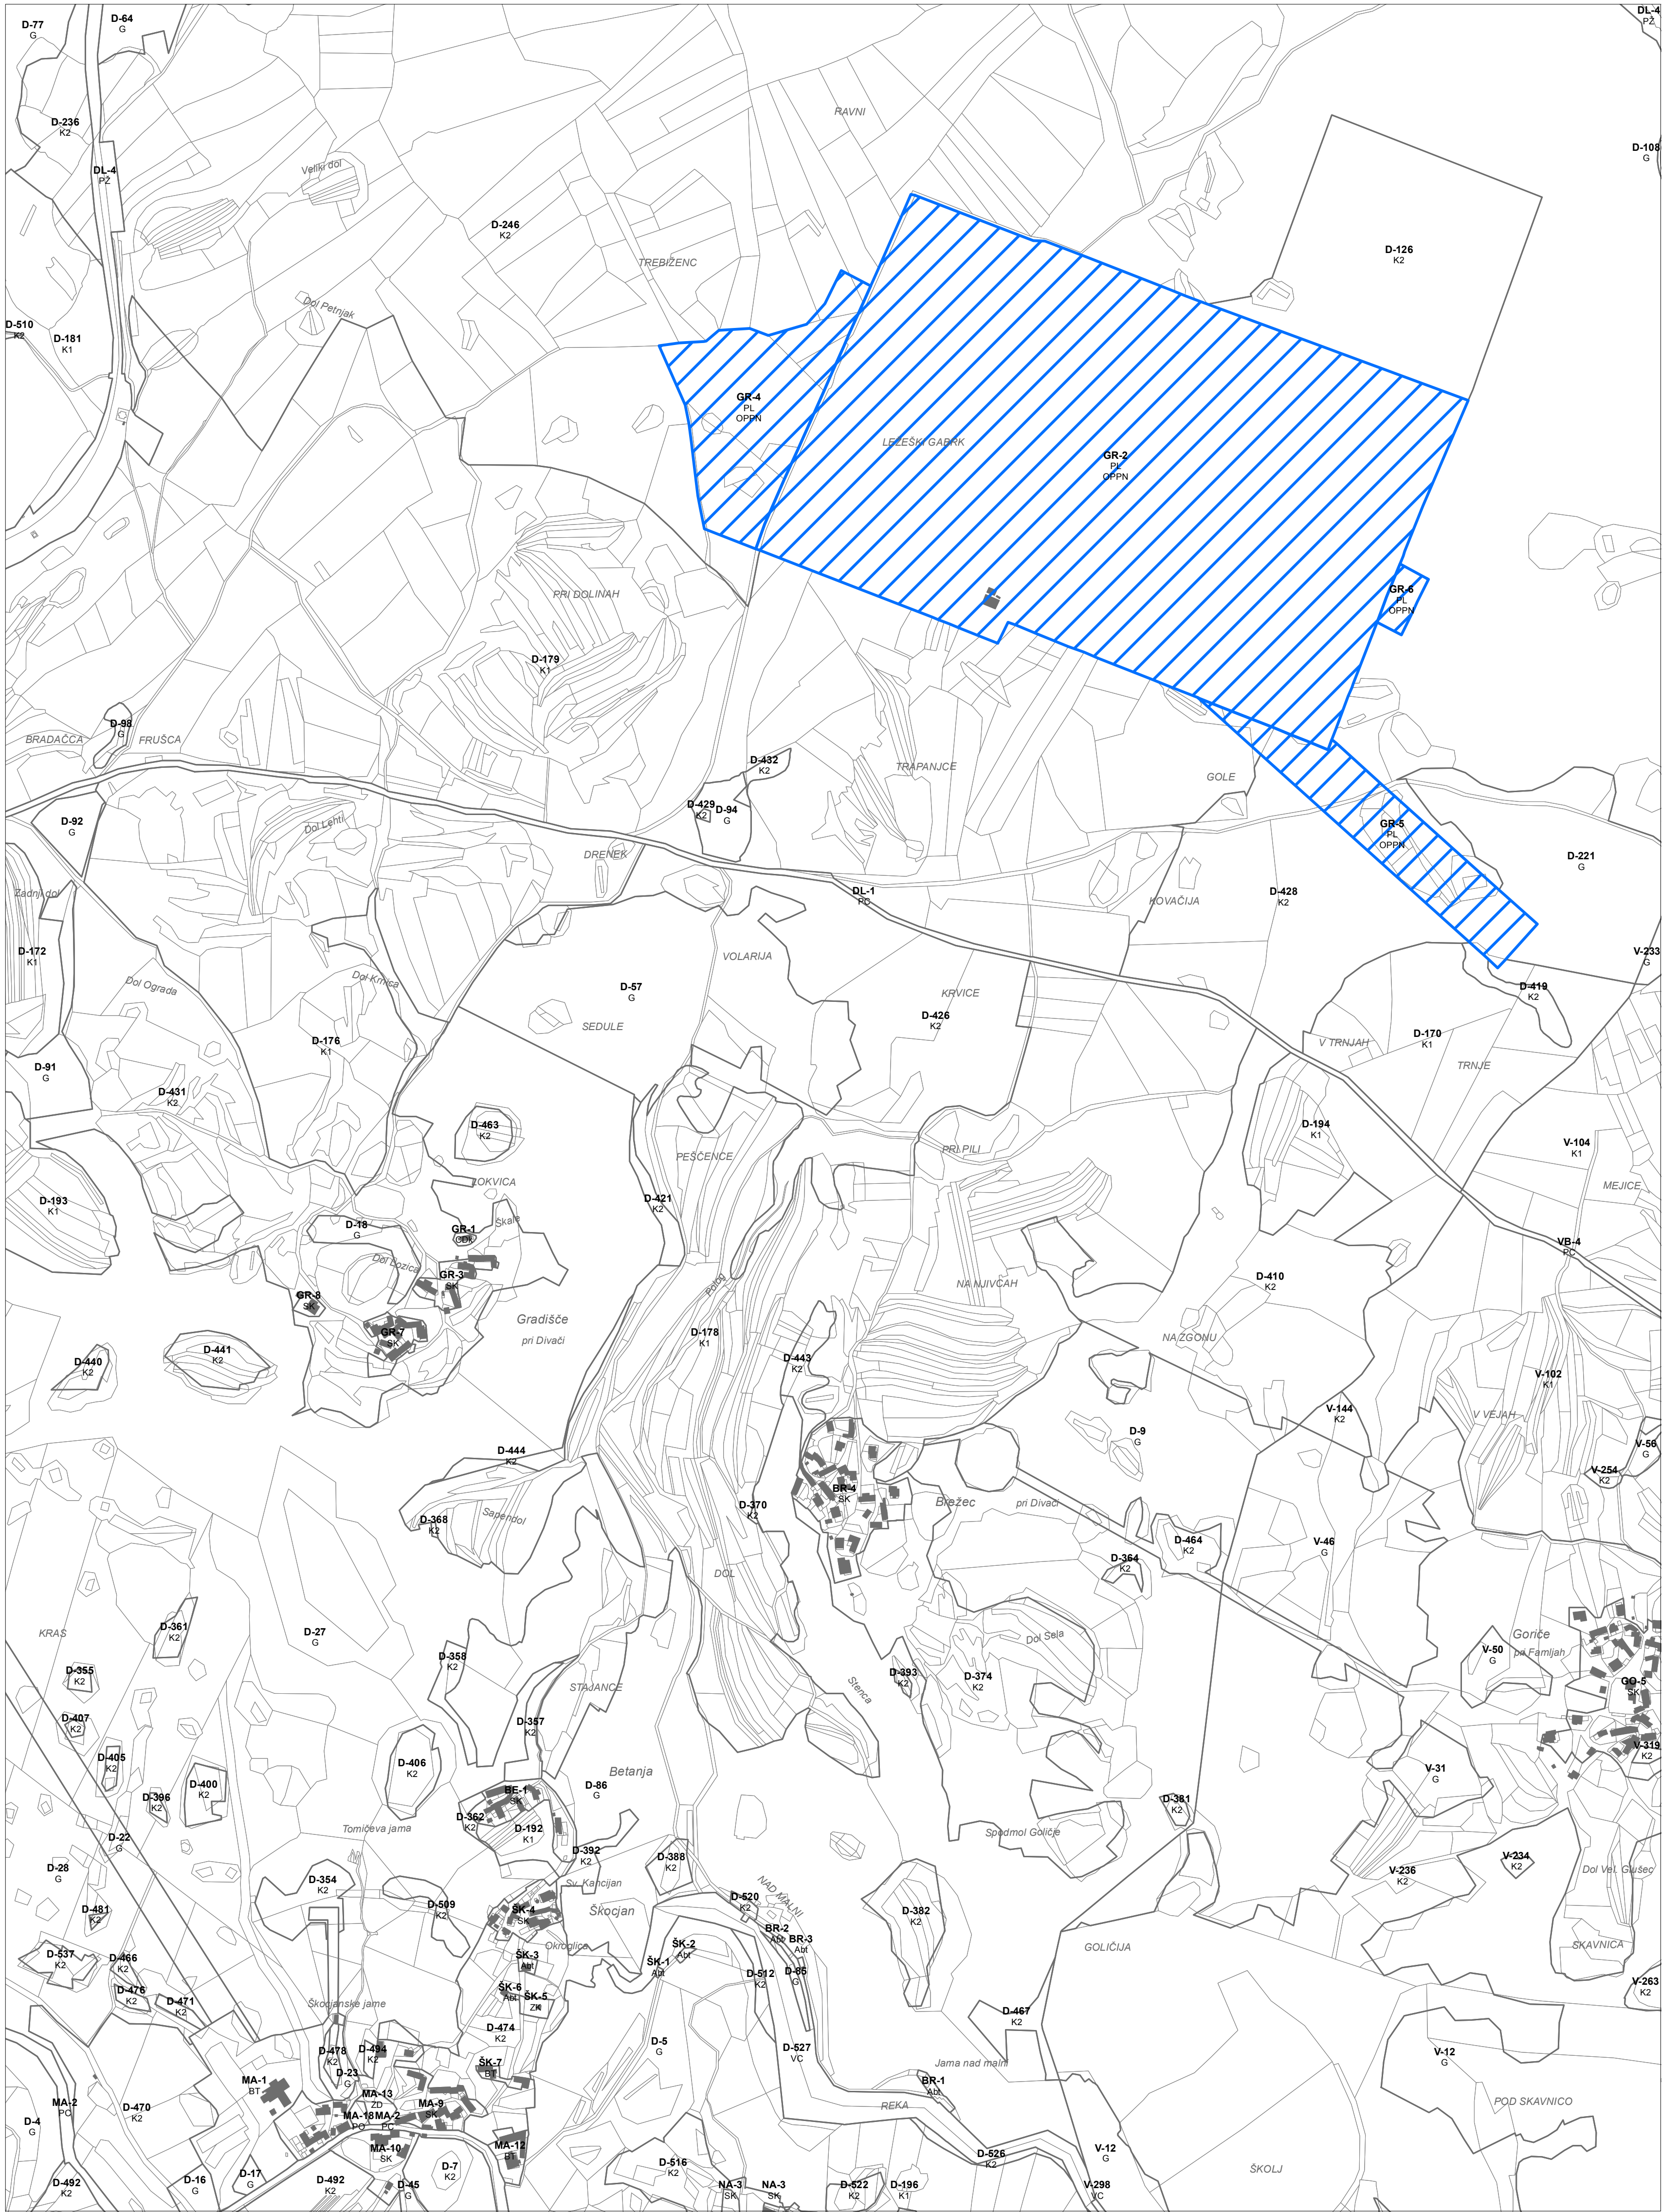 D-77
G
D-64
G
DL-4
PŽ
RAVNI
D-236
K2
D-108
G
Veliki dol
DL-4
PŽ
D-246
K2
D-126
K2
TREBIŽENC
Dol Petnjak
D-510
K2
D-181
K1
GR-4
PL
OPPN
LEŽEŠKI GABRK
GR-2
PL
OPPN
PRI DOLINAH
GR-6
PL
OPPN
D-179
K1
D-98
G
BRADAČCA
FRUŠCA
D-432
K2
TRAPANJCE
GOLE
D-429
K2
D-94
G
D-92
G
Dol Lehti
GR-5
PL
OPPN
DRENEK
D-221
G
Zadnji dol
DL-1
PC
KOVAČIJA
D-428
K2
D-172
K1
VOLARIJA
V-233
G
Dol Ograda
Dol Krnica
D-57
G
KRVICE
D-419
K2
SEDULE
D-426
K2
D-176
K1
V TRNJAH
D-170
K1
D-91
G
TRNJE
D-431
K2
D-463
K2
D-194
K1
PEŠČENCE
PRI PILI
V-104
K1
LOKVICA
MEJICE
D-193
K1
D-421
K2
D-18
G
GR-1
Škale
VB-4
PC
Dol Lozica
GR-3
SK
Potog
NA NJIVCAH
D-410
K2
GR-8
SK
Gradišče
pri Divači
GR-7
SK
D-178
K1
NA ZGONU
D-441
K2
D-440
K2
D-443
K2
V-102
K1
V-144
K2
V VEJAH
D-9
G
D-444
K2
V-56
G
V-254
K2
BR-4
SK
Brežec
pri Divači
D-370
K2
Sapendol
D-368
K2
D-464
K2
V-46
G
D-364
K2
DOL
D-361
K2
D-27
G
KRAS
Dol Sela
Goriče
pri Famljah
V-50
G
D-358
K2
D-355
K2
D-393
K2
D-374
K2
GO-5
SK
STAJANCE
Stenca
D-407
K2
D-357
K2
V-319
K2
D-405
K2
D-406
K2
Betanja
V-31
G
D-400
K2
D-86
G
BE-1
SK
D-396
K2
D-381
K2
D-362
K2
D-192
K1
Tomičeva jama
Spodmol Goličje
D-22
G
D-392
K2
D-388
K2
V-234
K2
D-28
G
V-236
K2
Dol Vel. Glušec
D-354
K2
Sv. Kancijan
NAD MALNI
D-509
K2
D-520
K2
D-481
K2
ŠK-4
SK
Škocjan
D-382
K2
BR-2
Abt
BR-3
Abt
GOLIČIJA
SKAVNICA
D-537
K2
Okroglica
ŠK-2
Abt
D-466
K2
ŠK-3
Abt
ŠK-1
Abt
D-512
K2
D-85
G
V-263
K2
D-476
K2
ŠK-6
Abt
ŠK-5
ZK
D-471
K2
Škocjanske jame
D-467
K2
D-474
K2
D-5
G
D-527
VC
V-12
G
D-478
K2
D-494
K2
Jama nad malni
ŠK-7
BT
D-23
G
MA-1
BT
BR-1
Abt
MA-13
ZD
MA-9
SK
POD SKAVNICO
MA-2
PC
REKA
D-470
K2
MA-18
PO
MA-2
PC
D-4
G
MA-10
SK
MA-12
BT
D-526
K2
V-12
G
ŠKOLJ
D-516
K2
D-7
K2
D-492
K2
D-16
G
D-17
G
D-492
K2
D-45
G
NA-3
SK
NA-3
SK
D-522
K2
D-196
K1
V-298
VC